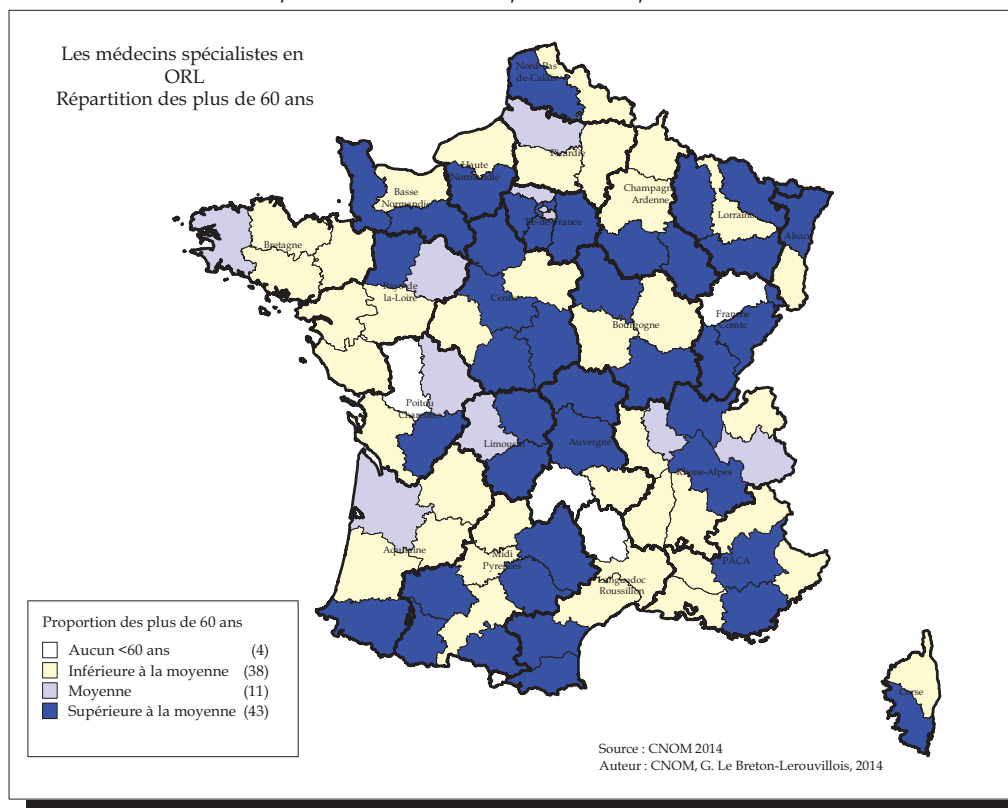 Les médecins spécialistes en
ORL
Répartition des plus de 60 ans
Nord-Pas
de-Calais
Picardie
Haute
Normandie
Basse
Normandie
Ile-de-France
Champagne
Ardenne
Lorraine
Alsace
Bretagne
Pays-de
la-Loire
Centre
Bourgogne
Franche
Comte
Poitou
Charentes
Limousin
Auvergne
Rhone-Alpes
Aquitaine
Midi
Pyrenees
Languedoc
Roussillon
PACA
Corse
Proportion des plus de 60 ans
Aucun <60 ans (4)
Inférieure à la moyenne (38)
Moyenne (11)
Supérieure à la moyenne (43)
Source : CNOM 2014
Auteur : CNOM, G. Le Breton-Lerouvillois, 2014